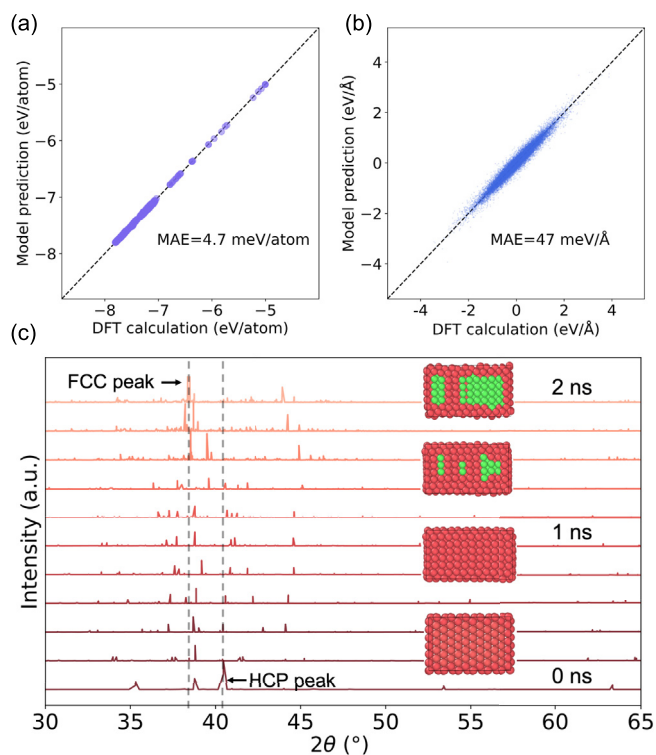 (a)
Model prediction (eV/atom)
−5
−6
−7
−8
MAE=4.7 meV/atom
−8 −7 −6 −5
DFT calculation (eV/atom)
(b)
Model prediction (eV/Å)
4
2
0
−2
−4
MAE=47 meV/Å
−4 −2 0 2 4
DFT calculation (eV/Å)
(c)
Intensity (a.u.)
FCC peak
2 ns
1 ns
HCP peak
0 ns
30 35 40 45 50 55 60 65
2θ (°)